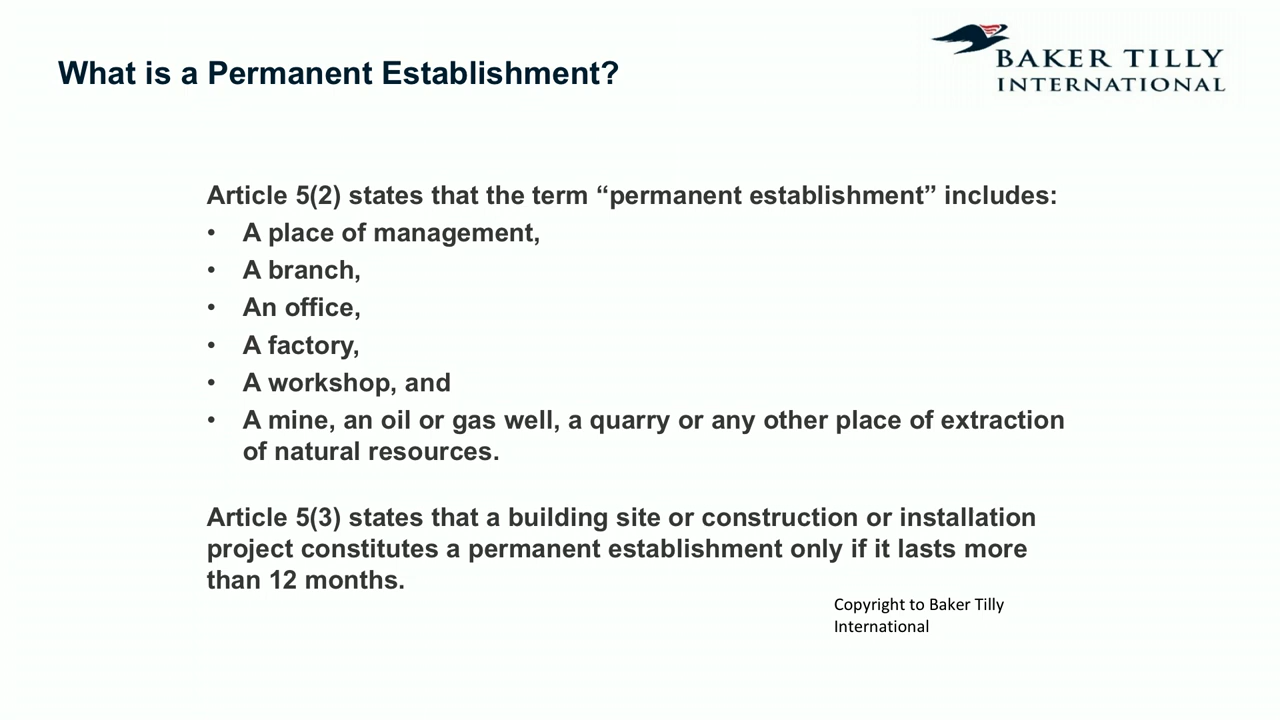 What is a Permanent Establishment?
BAKER TILLY
INTERNATIONAL
Article 5(2) states that the term “permanent establishment” includes:
• A place of management,
• A branch,
• An office,
• A factory,
• A workshop, and
• A mine, an oil or gas well, a quarry or any other place of extraction
of natural resources.
Article 5(3) states that a building site or construction or installation
project constitutes a permanent establishment only if it lasts more
than 12 months.
Copyright to Baker Tilly
International